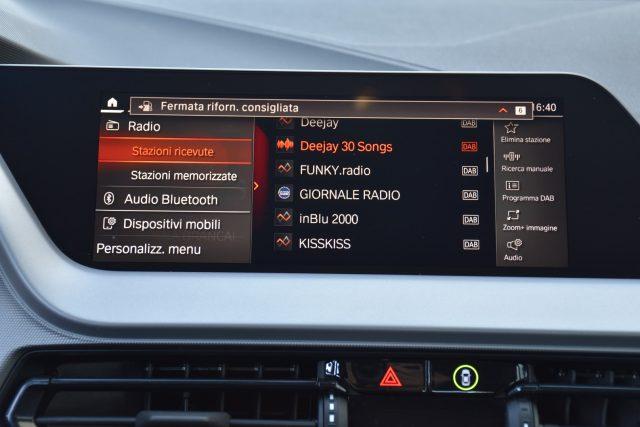 Fermata riforn. consigliata
6
16:40
Radio
Stazioni ricevute
Stazioni memorizzate
Audio Bluetooth
Dispositivi mobili
Personalizz. menu
Deejay DAB
Deejay 30 Songs DAB
FUNKY.radio DAB
GIORNALE RADIO DAB
inBlu 2000 DAB
KISSKISS DAB
Elimina stazione
Ricerca manuale
Programma DAB
Zoom+ immagine
Audio